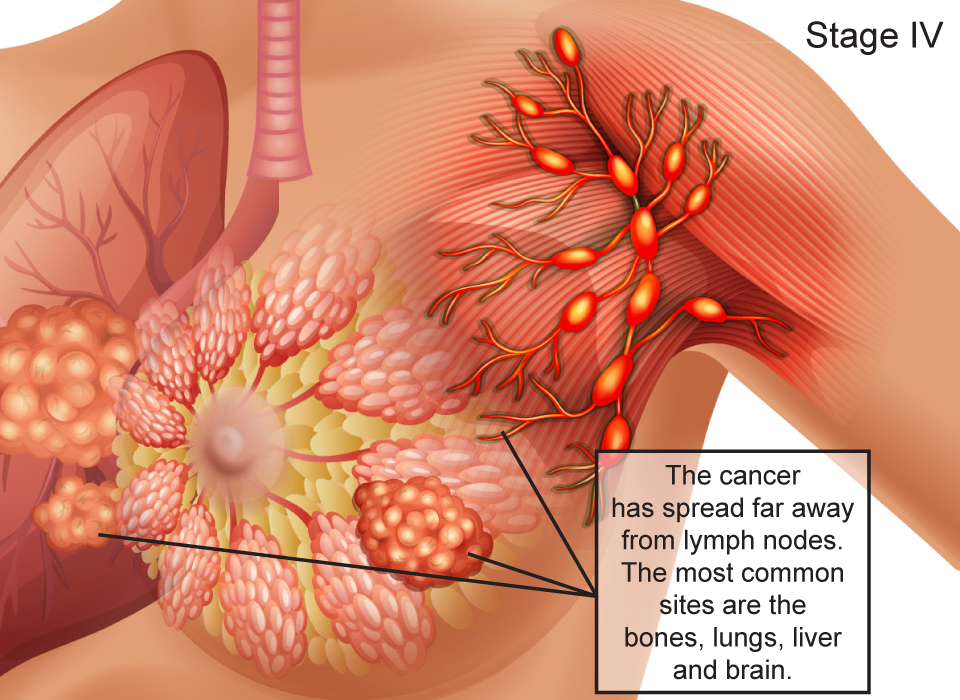 Stage IV
The cancer
has spread far away
from lymph nodes.
The most common
sites are the
bones, lungs, liver
and brain.